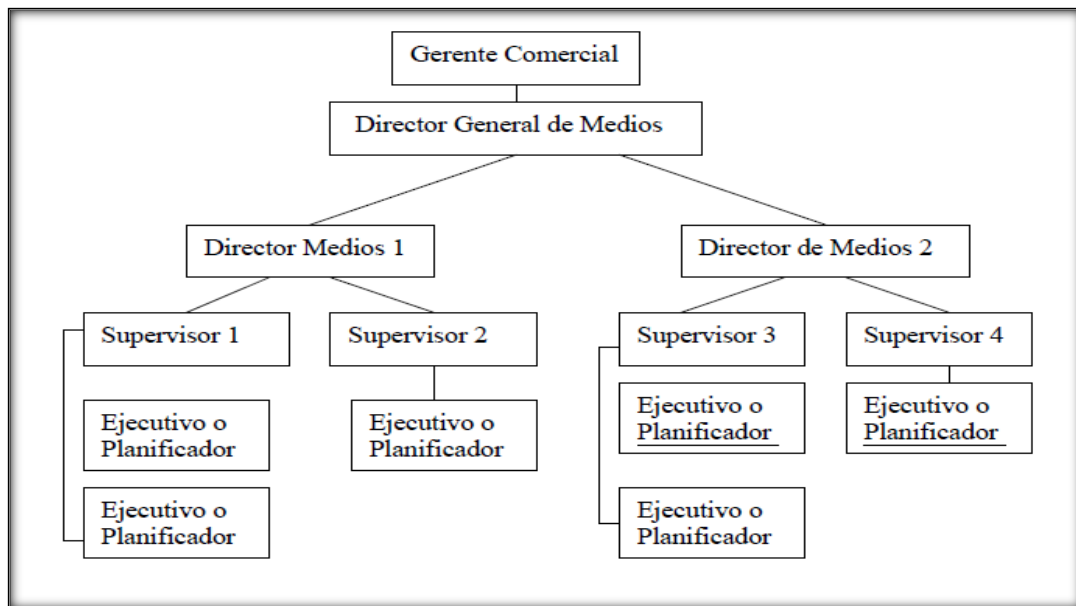 Gerente Comercial
Director General de Medios
Director Medios 1
Director de Medios 2
Supervisor 1
Supervisor 2
Supervisor 3
Supervisor 4
Ejecutivo o
Planificador
Ejecutivo o
Planificador
Ejecutivo o
Planificador
Ejecutivo o
Planificador
Ejecutivo o
Planificador
Ejecutivo o
Planificador